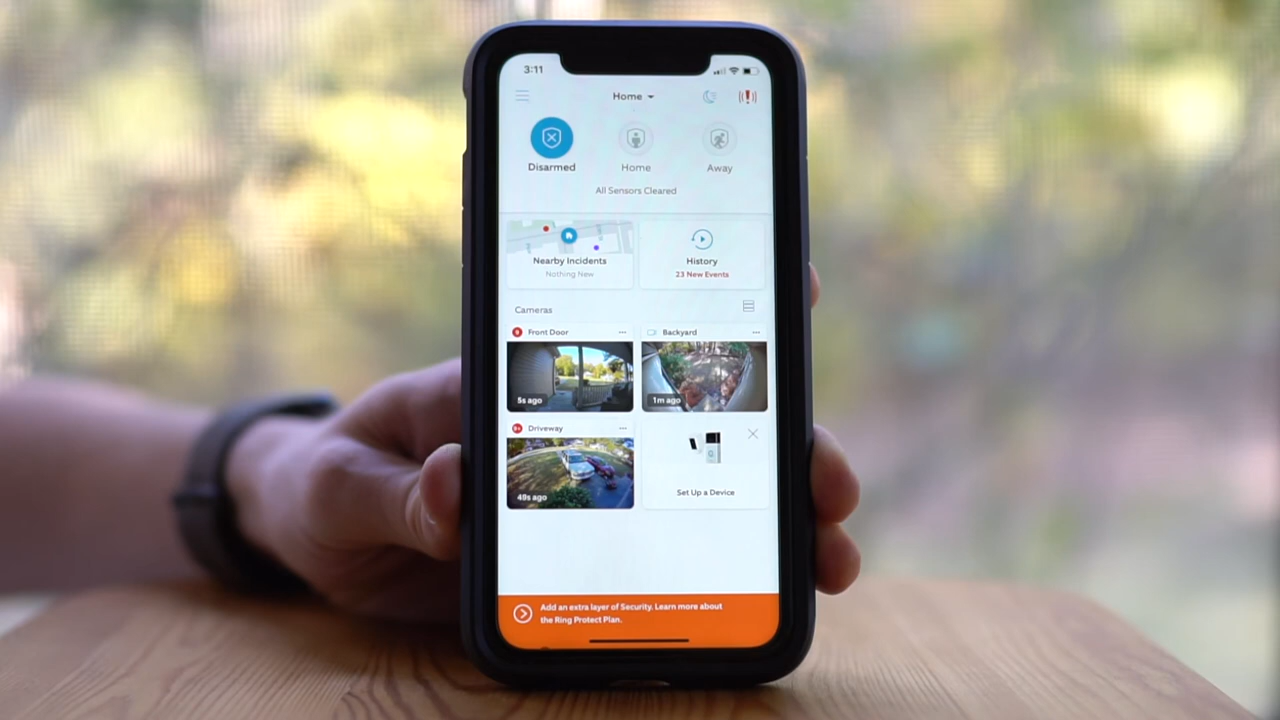 3:11
Home
Disarmed
Home
Away
All Sensors Cleared
Nearby Incidents
Nothing New
History
23 New Events
Cameras
Front Door
Backyard
5s ago
1m ago
9+ Driveway
49s ago
Set Up a Device
Add an extra layer of Security. Learn more about
the Ring Protect Plan.